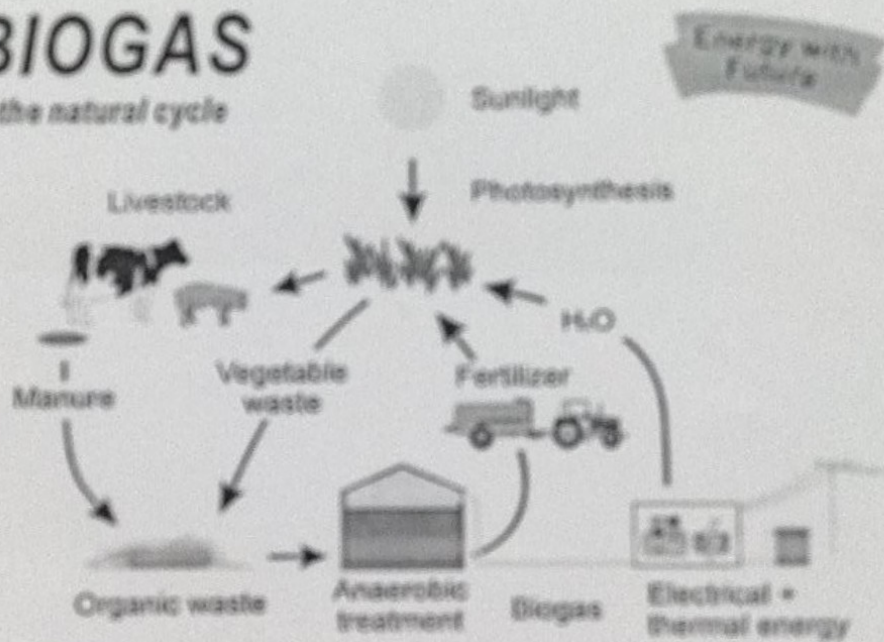 BIOGAS
the natural cycle
Energy with
Future
Sunlight
Photosynthesis
Livestock
H₂O
Manure
Vegetable
waste
Fertilizer
Organic waste
Anaerobic
treatment
Biogas
Electrical +
thermal energy